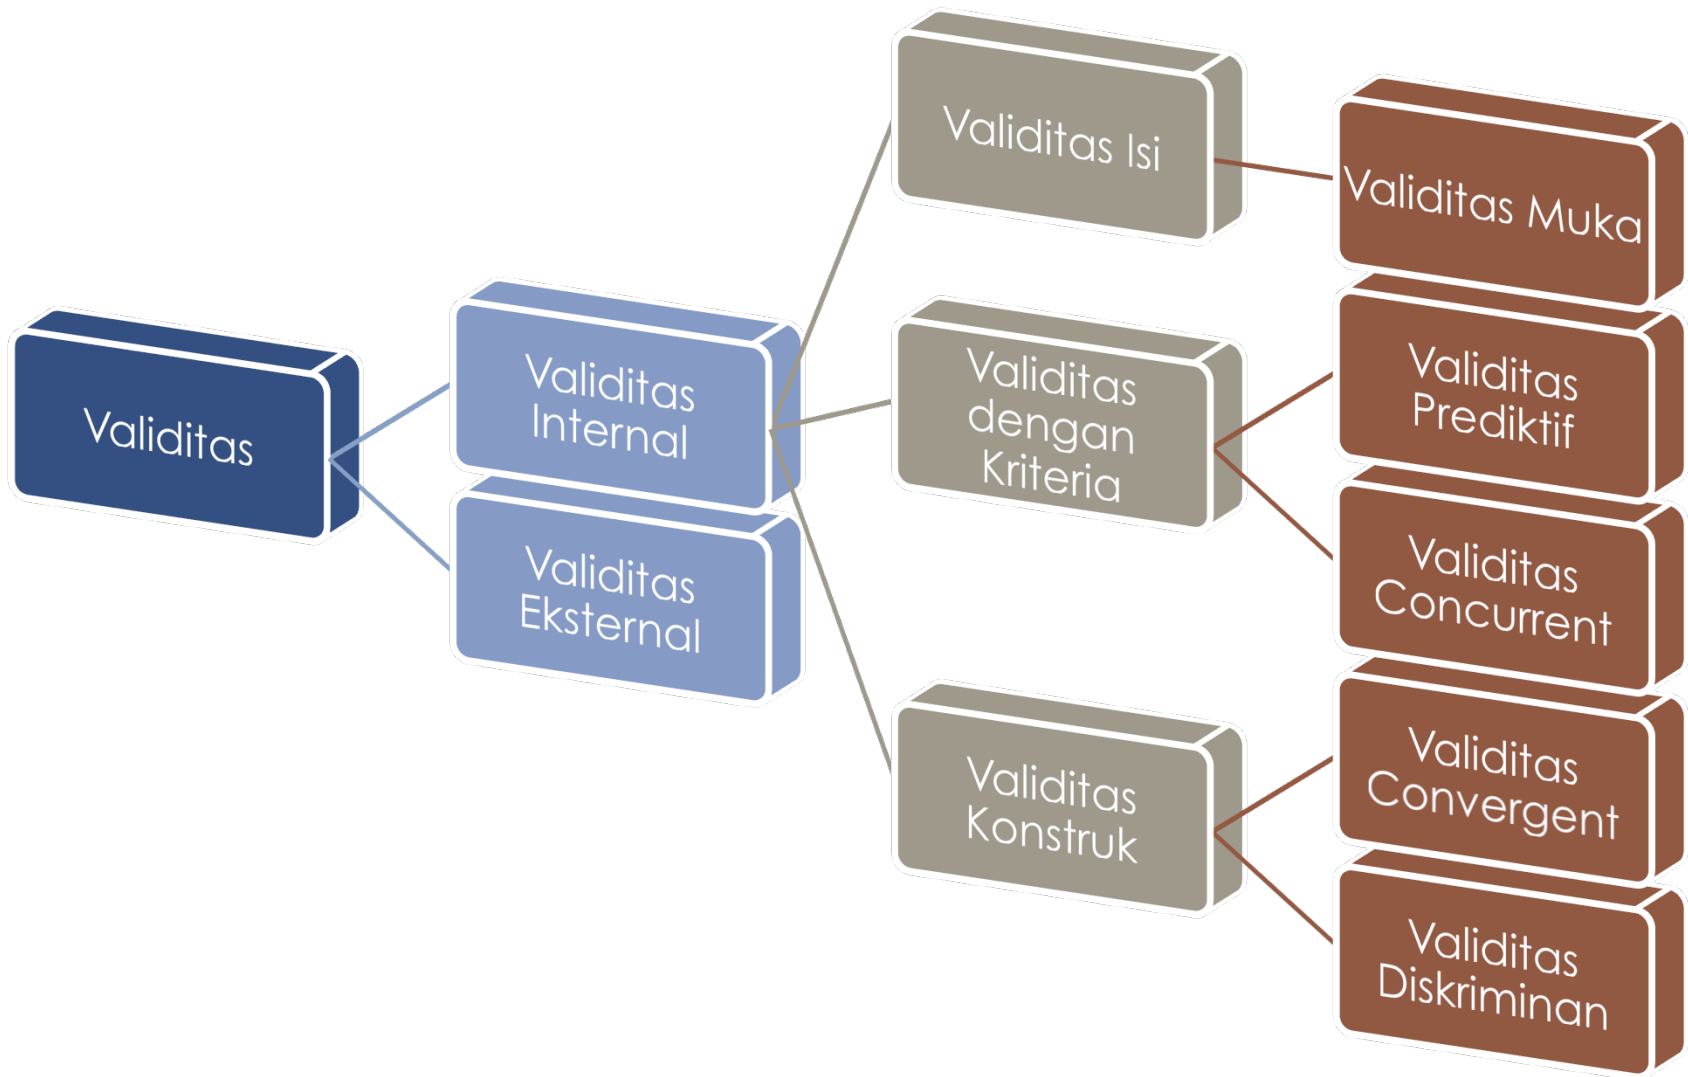 Validitas
Validitas
Internal
Validitas
Eksternal
Validitas Isi
Validitas
dengan
Kriteria
Validitas
Konstruk
Validitas Muka
Validitas
Prediktif
Validitas
Concurrent
Validitas
Convergent
Validitas
Diskriminan